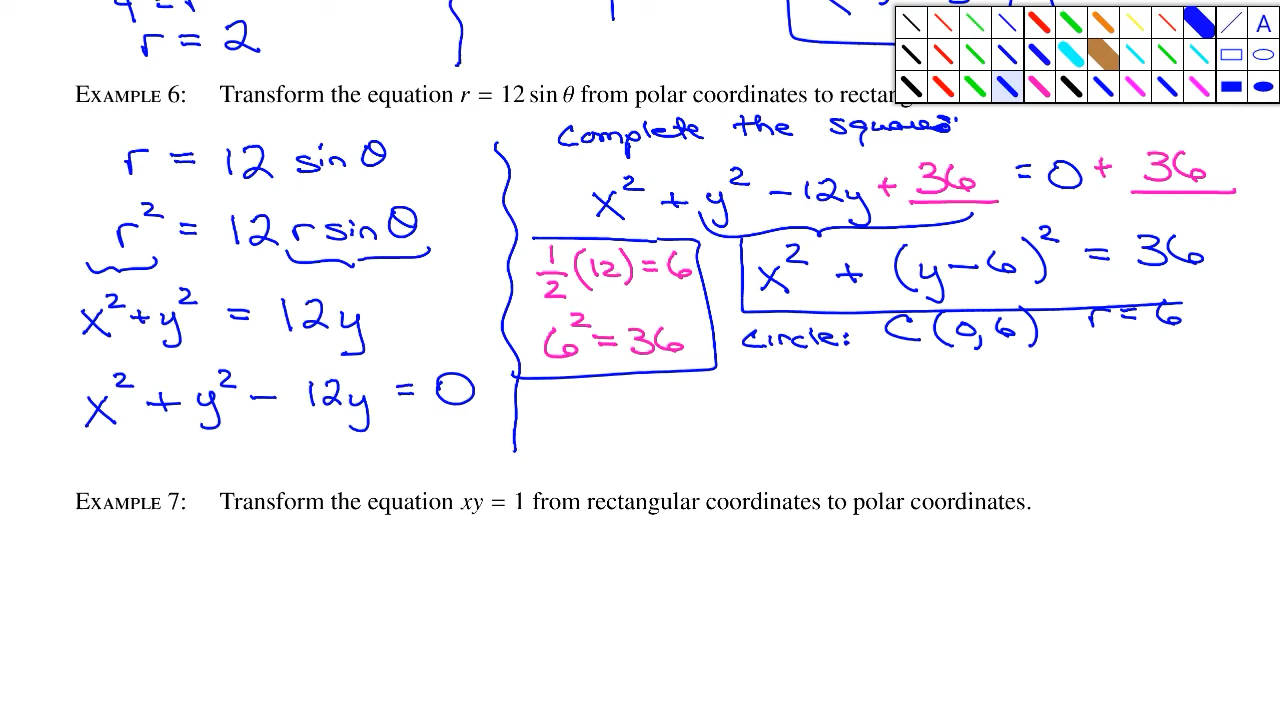 r = 2
EXAMPLE 6: Transform the equation r = 12 sin θ from polar coordinates to
r = 12 sin θ
r² = 12 r sin θ
x² + y² = 12y
x² + y² − 12y = 0
Complete the squares
x² + y² − 12y + 36 = 0 + 36
1/2 (12) = 6
6² = 36
x² + (y − 6)² = 36
Circle: C (0, 6) r = 6
EXAMPLE 7: Transform the equation xy = 1 from rectangular coordinates to polar coordinates.
A